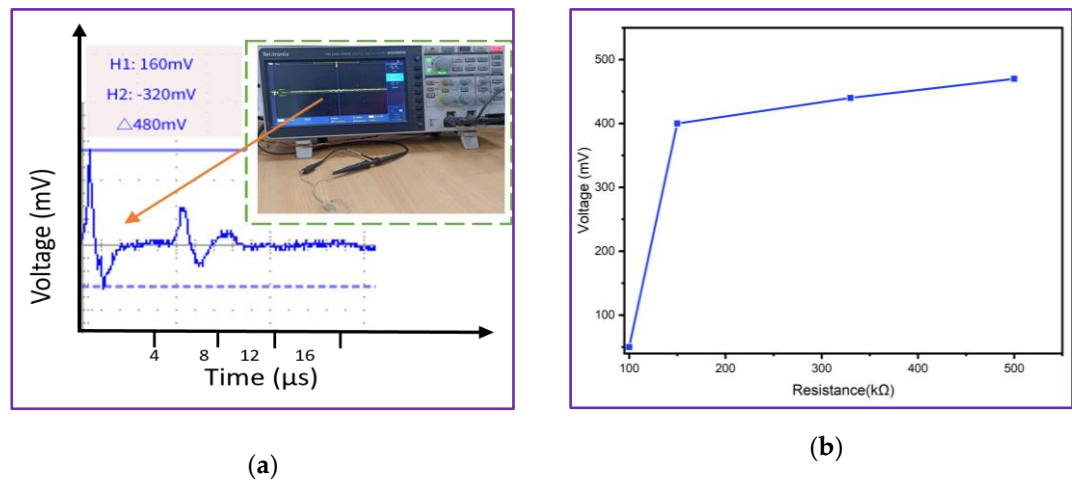 H1: 160mV
H2: -320mV
△480mV
Tektronix
Voltage (mV)
4 8 12 16
Time (µs)
(a)
500
400
300
200
100
Voltage (mV)
100 200 300 400 500
Resistance(kΩ)
(b)